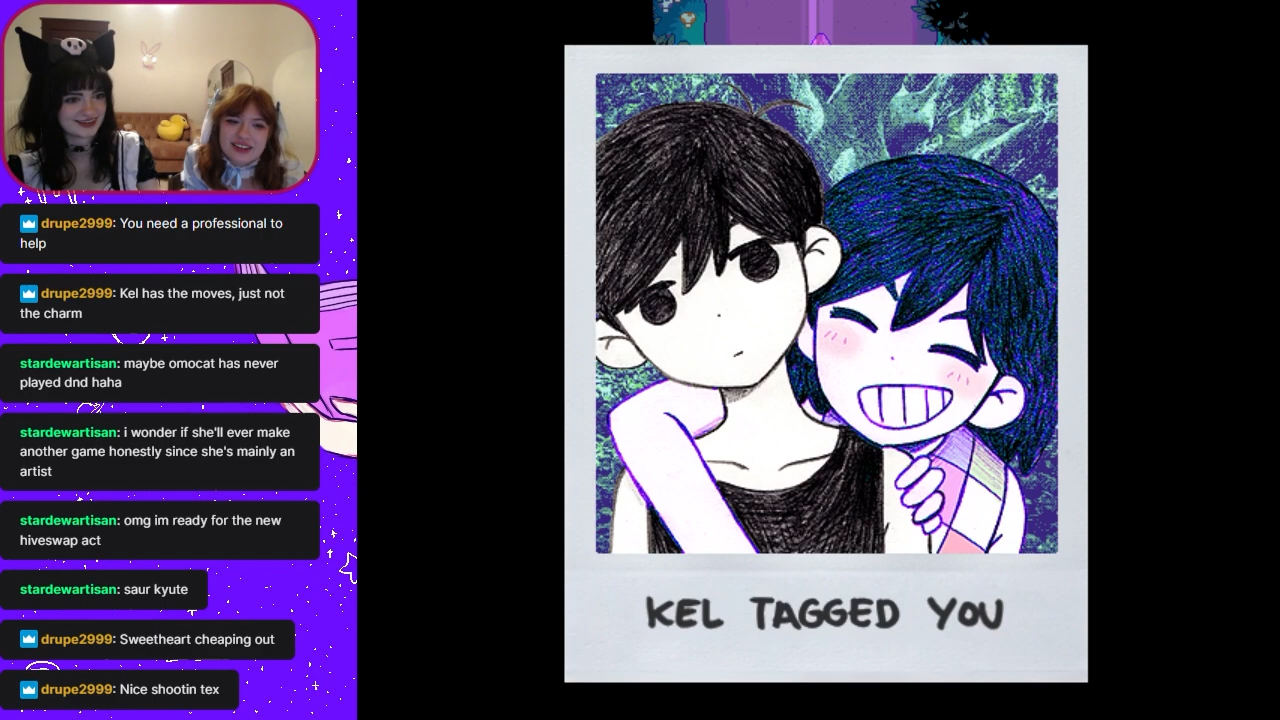 drupe2999: You need a professional to
help
drupe2999: Kel has the moves, just not
the charm
stardewartisan: maybe omocat has never
played dnd haha
stardewartisan: i wonder if she'll ever make
another game honestly since she's mainly an
artist
stardewartisan: omg im ready for the new
hiveswap act
stardewartisan: saur kyute
drupe2999: Sweetheart cheaping out
drupe2999: Nice shootin tex
KEL TAGGED YOU